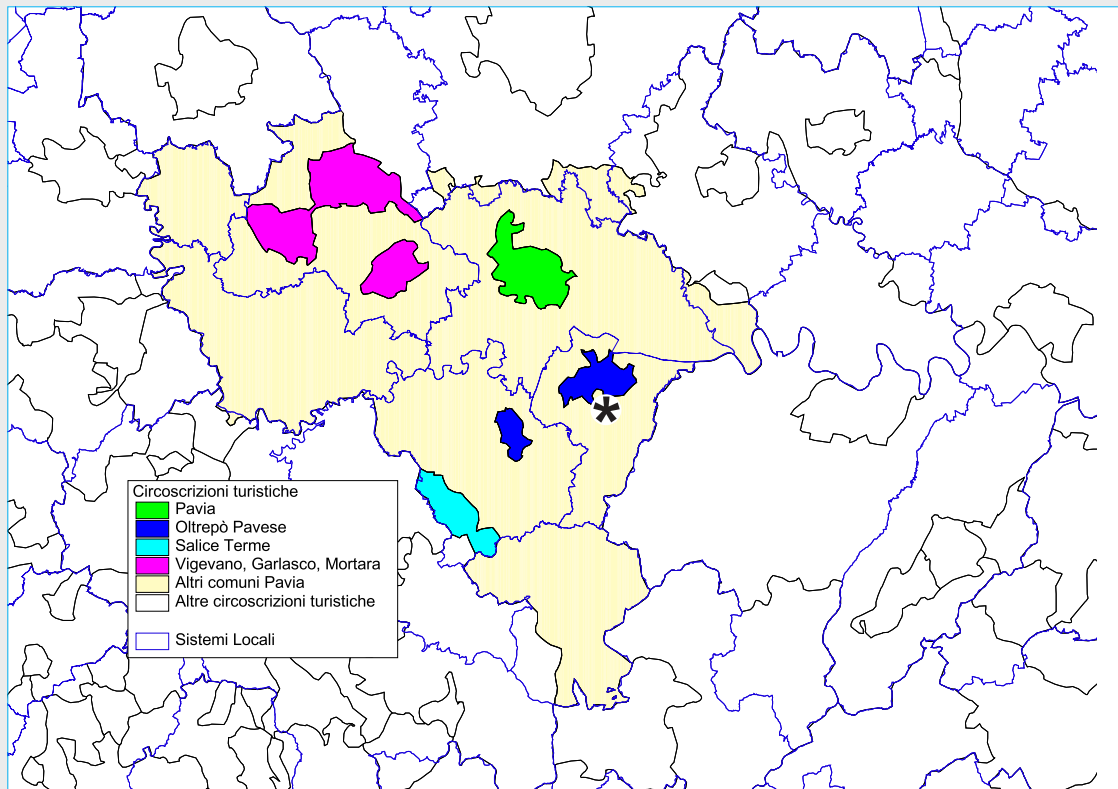 *
Circoscrizioni turistiche
Pavia
Oltrepò Pavese
Salice Terme
Vigevano, Garlasco, Mortara
Altri comuni Pavia
Altre circoscrizioni turistiche
Sistemi Locali